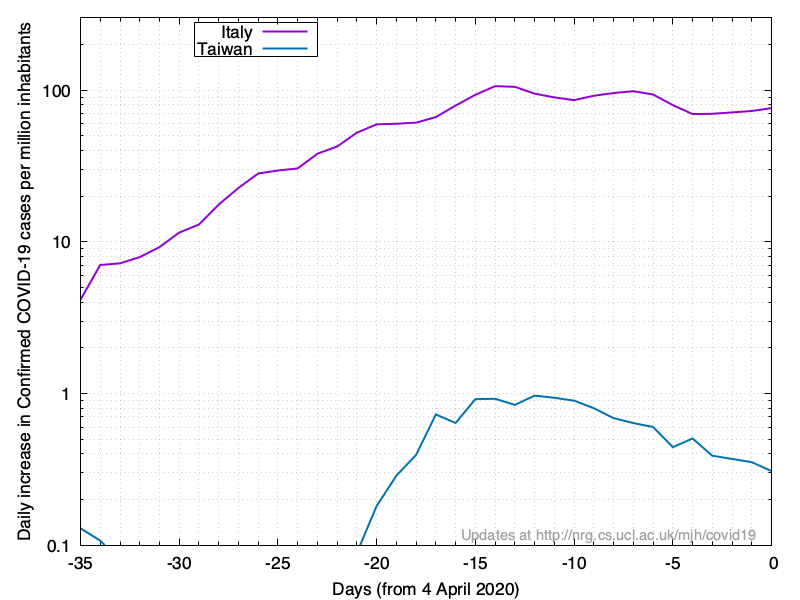 Daily increase in Confirmed COVID-19 cases per million inhabitants
Italy
Taiwan
100
10
1
0.1
Updates at http://nrg.cs.ucl.ac.uk/mjh/covid19
-35 -30 -25 -20 -15 -10 -5 0
Days (from 4 April 2020)